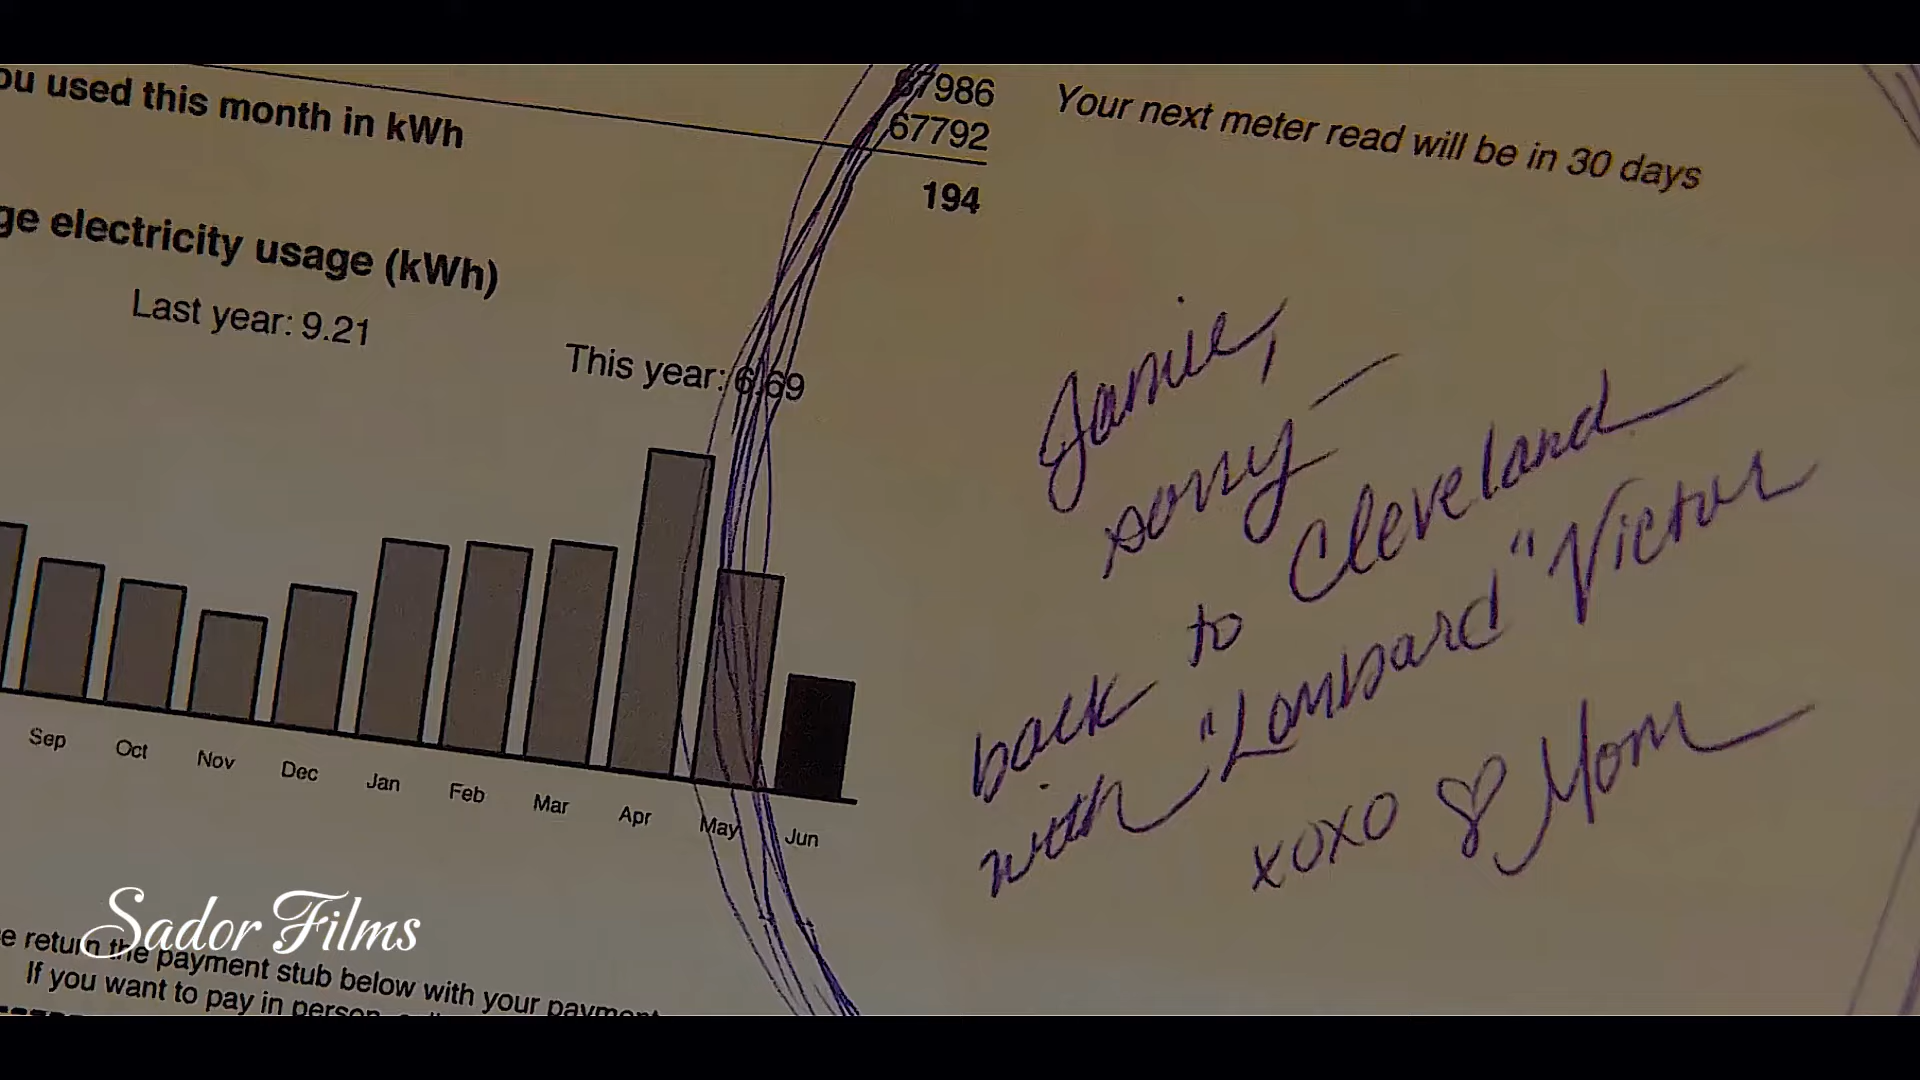 ou used this month in kWh
67986
67792
194
Your next meter read will be in 30 days
ge electricity usage (kWh)
Last year: 9.21
This year: 6.69
Sep Oct Nov Dec Jan Feb Mar Apr May Jun
Jamie,
sorry —
back to Cleveland
with "Lombard" Victor
xoxo ♡ Mom
Sador Films
e return the payment stub below with your payment
If you want to pay in person,